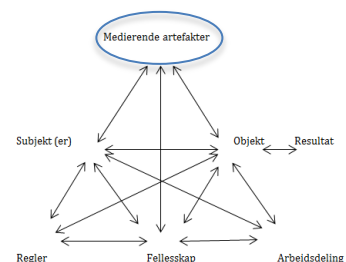 Medierende artefakter
Subjekt (er) Objekt Resultat
Regler Fellesskap Arbeidsdeling